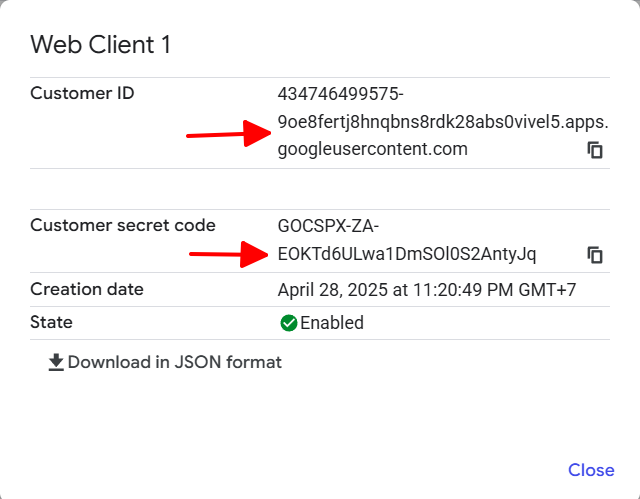 Web Client 1
Customer ID
434746499575-
9oe8fertj8hnqbns8rdk28abs0vivel5.apps.
googleusercontent.com
Customer secret code
GOCSPX-ZA-
EOKTd6ULwa1DmSOl0S2AntyJq
Creation date
April 28, 2025 at 11:20:49 PM GMT+7
State
Enabled
Download in JSON format
Close